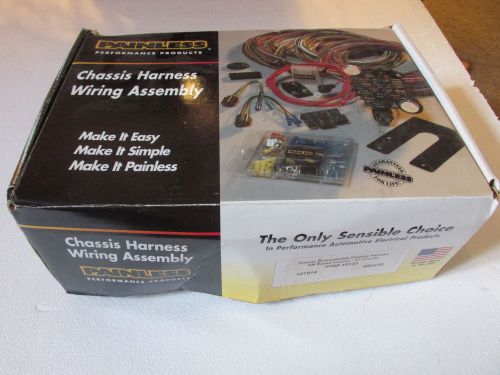 PAINLESS
PERFORMANCE PRODUCTS
Chassis Harness
Wiring Assembly
Make It Easy
Make It Simple
Make It Painless
GUARANTEED
PAINLESS
FOR LIFE!
Chassis Harness
Wiring Assembly
PAINLESS
PERFORMANCE PRODUCTS
The Only Sensible Choice
In Performance Automotive Electrical Products
P/N# 10101